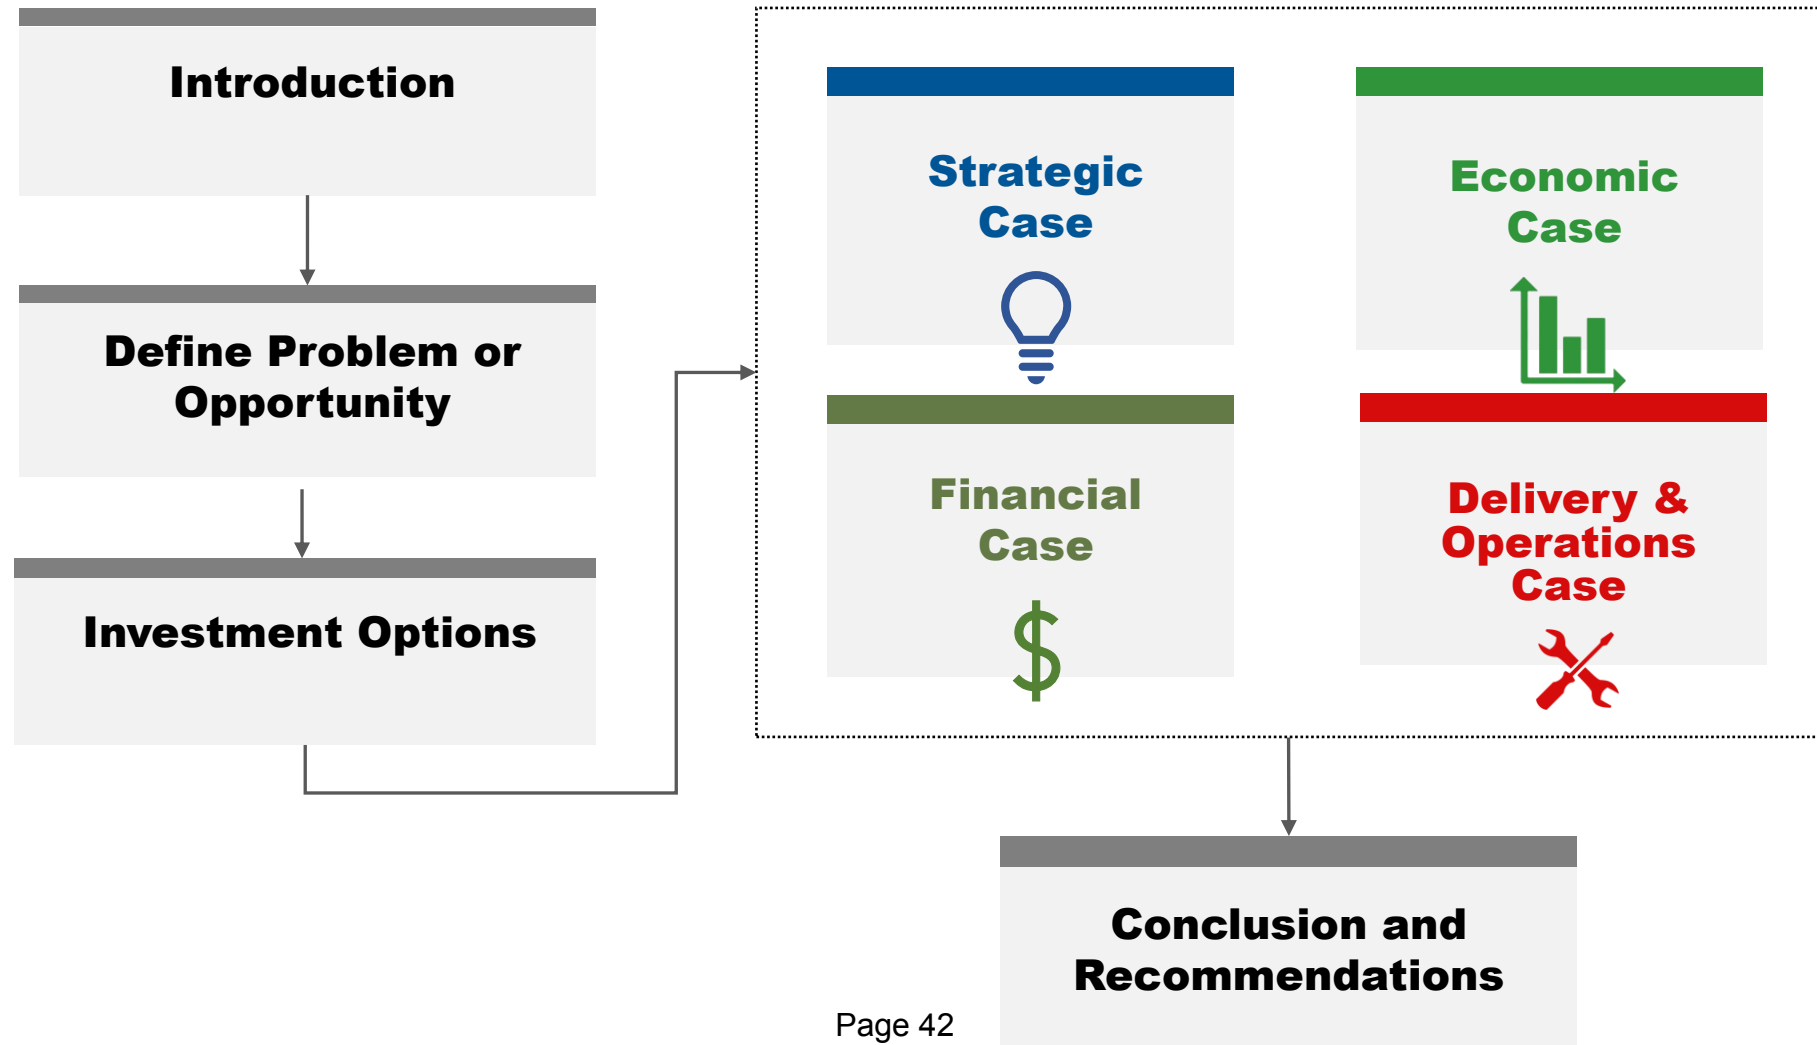 Introduction
Define Problem or
Opportunity
Investment Options
Strategic
Case
Economic
Case
Financial
Case
Delivery &
Operations
Case
Conclusion and
Recommendations
Page 42